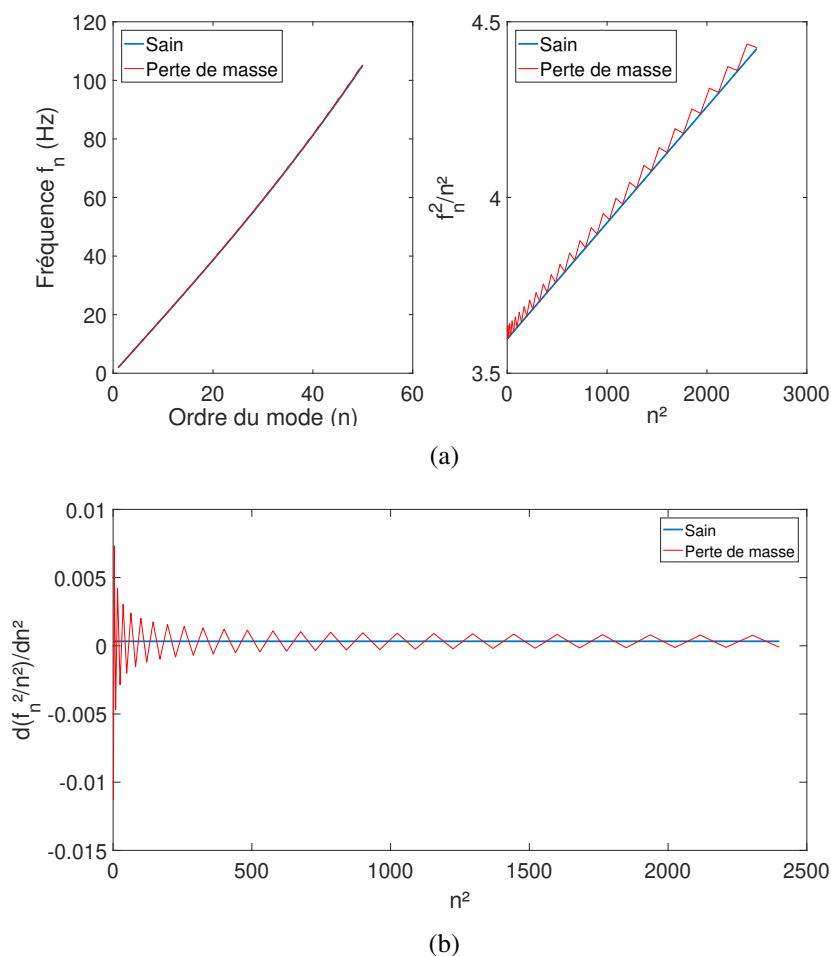 120
100
80
60
40
20
0
Fréquence f_n (Hz)
Sain
Perte de masse
0
20
40
60
Ordre du mode (n)
4.5
4
3.5
f_n^2/n²
Sain
Perte de masse
0
1000
2000
3000
n²
(a)
0.01
0.005
0
-0.005
-0.01
-0.015
d(f_n²/n²)/dn²
Sain
Perte de masse
0
500
1000
1500
2000
2500
n²
(b)